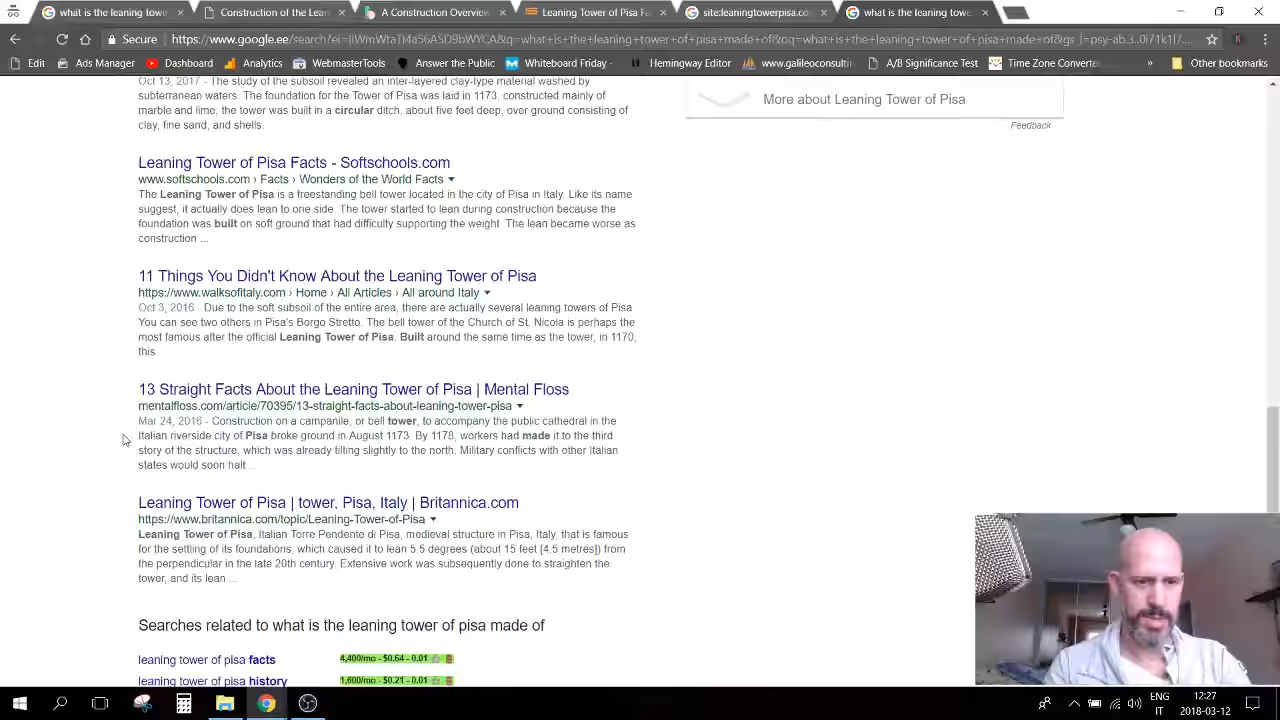 what is the leaning tow
Construction of the Lean
A Construction Overview
Leaning Tower of Pisa Fa
site:leaningtowerpisa.co
what is the leaning tow
Secure
https://www.google.ee/search?ei=
Edit
Ads Manager
Dashboard
Analytics
WebmasterTools
Answer the Public
Whiteboard Friday -
Hemingway Editor
www.galileoconsult
A/B Significance Test
Time Zone Converter
»
Other bookmarks
Oct 13, 2017 - The study of the subsoil revealed an inter-layered clay-type material washed by
subterranean waters. The foundation for the Tower of Pisa was laid in 1173, constructed mainly of
marble and lime, the tower was built in a circular ditch, about five feet deep, over ground consisting of
clay, fine sand, and shells.
More about Leaning Tower of Pisa
Feedback
Leaning Tower of Pisa Facts - Softschools.com
www.softschools.com › Facts › Wonders of the World Facts
The Leaning Tower of Pisa is a freestanding bell tower located in the city of Pisa in Italy. Like its name
suggest, it actually does lean to one side. The tower started to lean during construction because the
foundation was built on soft ground that had difficulty supporting the weight. The lean became worse as
construction ...
11 Things You Didn't Know About the Leaning Tower of Pisa
https://www.walksofitaly.com › Home › All Articles › All around Italy
Oct 3, 2016 - Due to the soft subsoil of the entire area, there are actually several leaning towers of Pisa
You can see two others in Pisa's Borgo Stretto. The bell tower of the Church of St. Nicola is perhaps the
most famous after the official Leaning Tower of Pisa. Built around the same time as the tower, in 1170,
this
13 Straight Facts About the Leaning Tower of Pisa | Mental Floss
mentalfloss.com/article/70395/13-straight-facts-about-leaning-tower-pisa
Mar 24, 2016 - Construction on a campanile, or bell tower, to accompany the public cathedral in the
Italian riverside city of Pisa broke ground in August 1173. By 1178, workers had made it to the third
story of the structure, which was already tilting slightly to the north. Military conflicts with other Italian
states would soon halt ...
Leaning Tower of Pisa | tower, Pisa, Italy | Britannica.com
https://www.britannica.com/topic/Leaning-Tower-of-Pisa
Leaning Tower of Pisa, Italian Torre Pendente di Pisa, medieval structure in Pisa, Italy, that is famous
for the settling of its foundations, which caused it to lean 5.5 degrees (about 15 feet [4.5 metres]) from
the perpendicular in the late 20th century. Extensive work was subsequently done to straighten the
tower, and its lean ...
Searches related to what is the leaning tower of pisa made of
leaning tower of pisa facts
4,400/mo - $0.64 - 0.01
leaning tower of pisa history
1,600/mo - $0.21 - 0.01
ENG
IT
12:27
2018-03-12